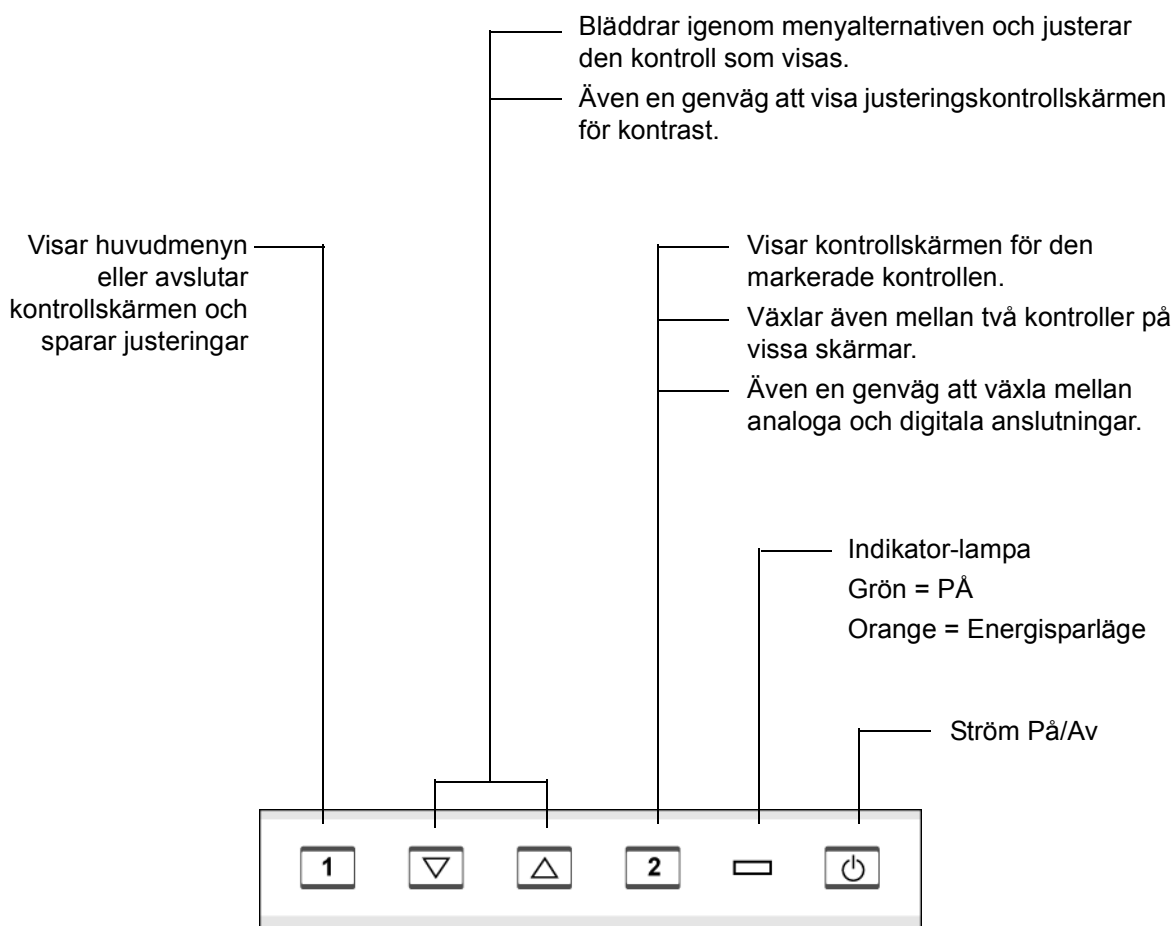 Bläddrar igenom menyalternativen och justerar
den kontroll som visas.
Även en genväg att visa justeringskontrollskärmen
för kontrast.
Visar huvudmenyn
eller avslutar
kontrollskärmen och
sparar justeringar
Visar kontrollskärmen för den
markerade kontrollen.
Växlar även mellan två kontroller på
vissa skärmar.
Även en genväg att växla mellan
analoga och digitala anslutningar.
Indikator-lampa
Grön = PÅ
Orange = Energisparläge
Ström På/Av
1 2